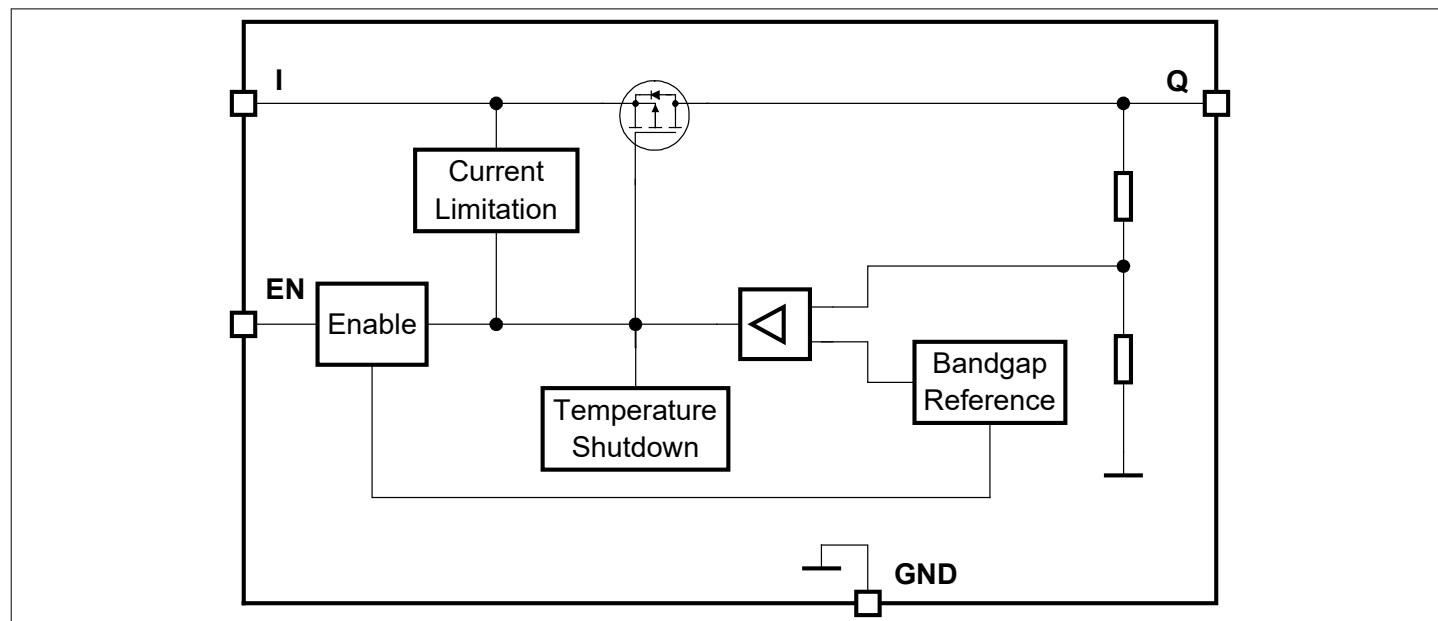 I
Q
Current
Limitation
EN
Enable
Bandgap
Reference
Temperature
Shutdown
GND